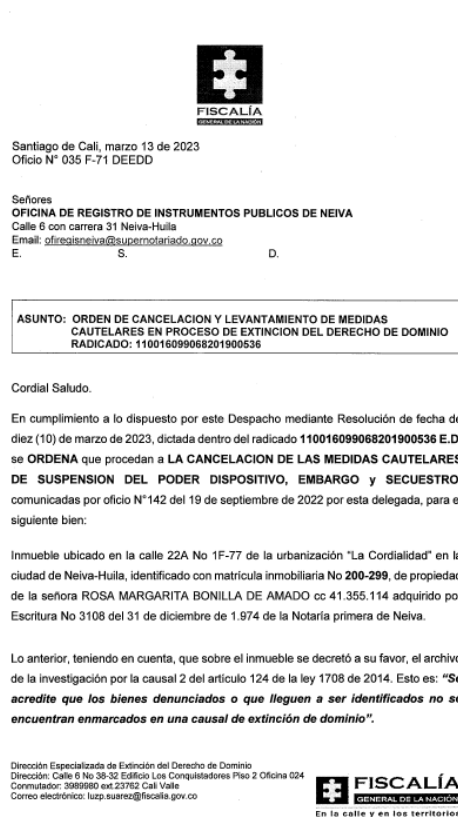 FISCALÍA
GENERAL DE LA NACIÓN
Santiago de Cali, marzo 13 de 2023
Oficio N° 035 F-71 DEEDD
Señores
OFICINA DE REGISTRO DE INSTRUMENTOS PUBLICOS DE NEIVA
Calle 6 con carrera 31 Neiva-Huila
Email: ofiregisneiva@supernotariado.gov.co
E. S. D.
ASUNTO: ORDEN DE CANCELACION Y LEVANTAMIENTO DE MEDIDAS
CAUTELARES EN PROCESO DE EXTINCION DEL DERECHO DE DOMINIO
RADICADO: 110016099068201900536
Cordial Saludo.
En cumplimiento a lo dispuesto por este Despacho mediante Resolución de fecha de
diez (10) de marzo de 2023, dictada dentro del radicado 110016099068201900536 E.D
se ORDENA que procedan a LA CANCELACION DE LAS MEDIDAS CAUTELARES
DE SUSPENSION DEL PODER DISPOSITIVO, EMBARGO y SECUESTRO
comunicadas por oficio N°142 del 19 de septiembre de 2022 por esta delegada, para e
siguiente bien:
Inmueble ubicado en la calle 22A No 1F-77 de la urbanización “La Cordialidad” en la
ciudad de Neiva-Huila, identificado con matrícula inmobiliaria No 200-299, de propiedad
de la señora ROSA MARGARITA BONILLA DE AMADO cc 41.355.114 adquirido po
Escritura No 3108 del 31 de diciembre de 1.974 de la Notaría primera de Neiva.
Lo anterior, teniendo en cuenta, que sobre el inmueble se decretó a su favor, el archivo
de la investigación por la causal 2 del artículo 124 de la ley 1708 de 2014. Esto es: “Se
acredite que los bienes denunciados o que lleguen a ser identificados no se
encuentran enmarcados en una causal de extinción de dominio”.
Dirección Especializada de Extinción del Derecho de Dominio
Dirección: Calle 6 No 38-32 Edificio Los Conquistadores Piso 2 Oficina 024
Conmutador: 3989980 ext.23762 Cali Valle
Correo electrónico: luzp.suarez@fiscalia.gov.co
FISCALÍA
GENERAL DE LA NACIÓN
En la calle y en los territorios